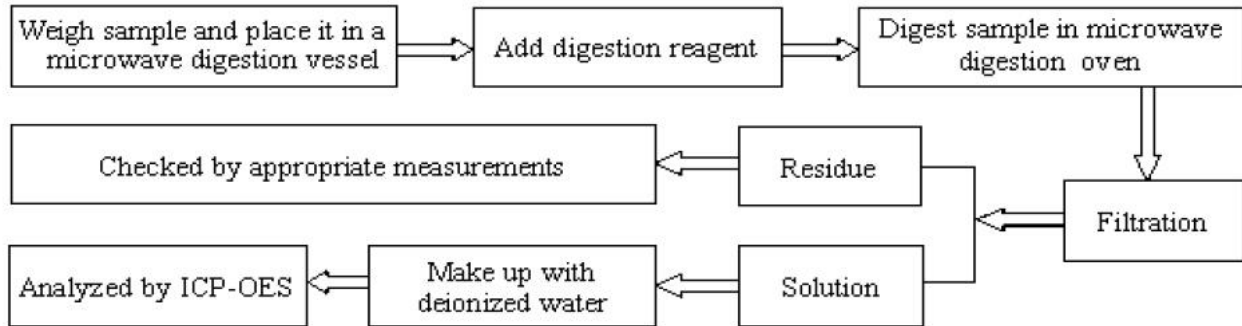 Weigh sample and place it in a
microwave digestion vessel
Add digestion reagent
Digest sample in microwave
digestion oven
Checked by appropriate measurements
Residue
Filtration
Analyzed by ICP-OES
Make up with
deionized water
Solution